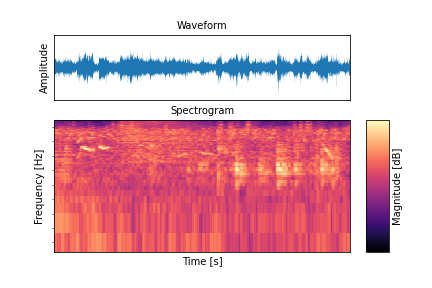 Waveform
Amplitude
Spectrogram
Frequency [Hz]
Time [s]
Magnitude [dB]